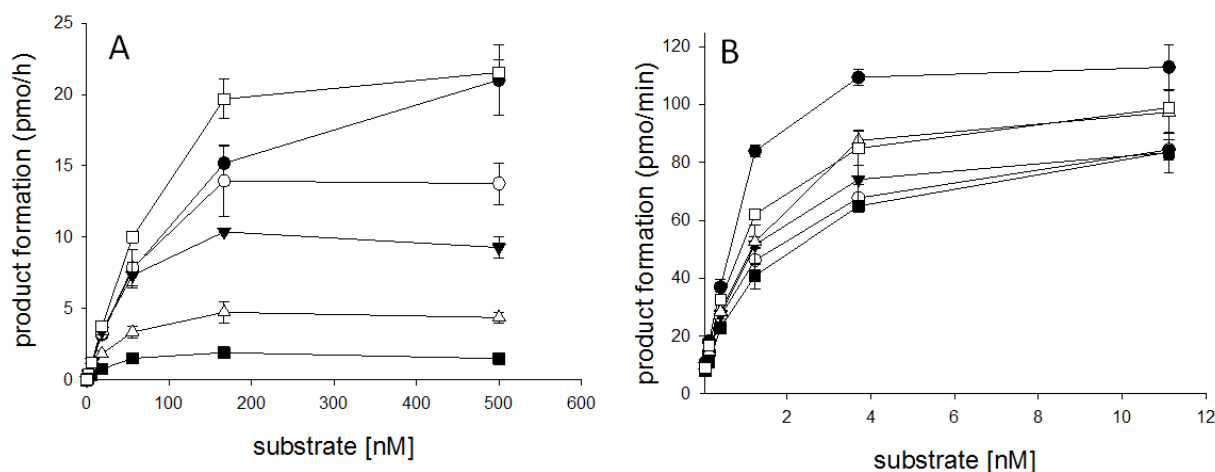 A
product formation (pmo/h)
25
20
15
10
5
0
0 100 200 300 400 500 600
substrate [nM]
B
product formation (pmo/min)
120
100
80
60
40
20
2 4 6 8 10 12
substrate [nM]